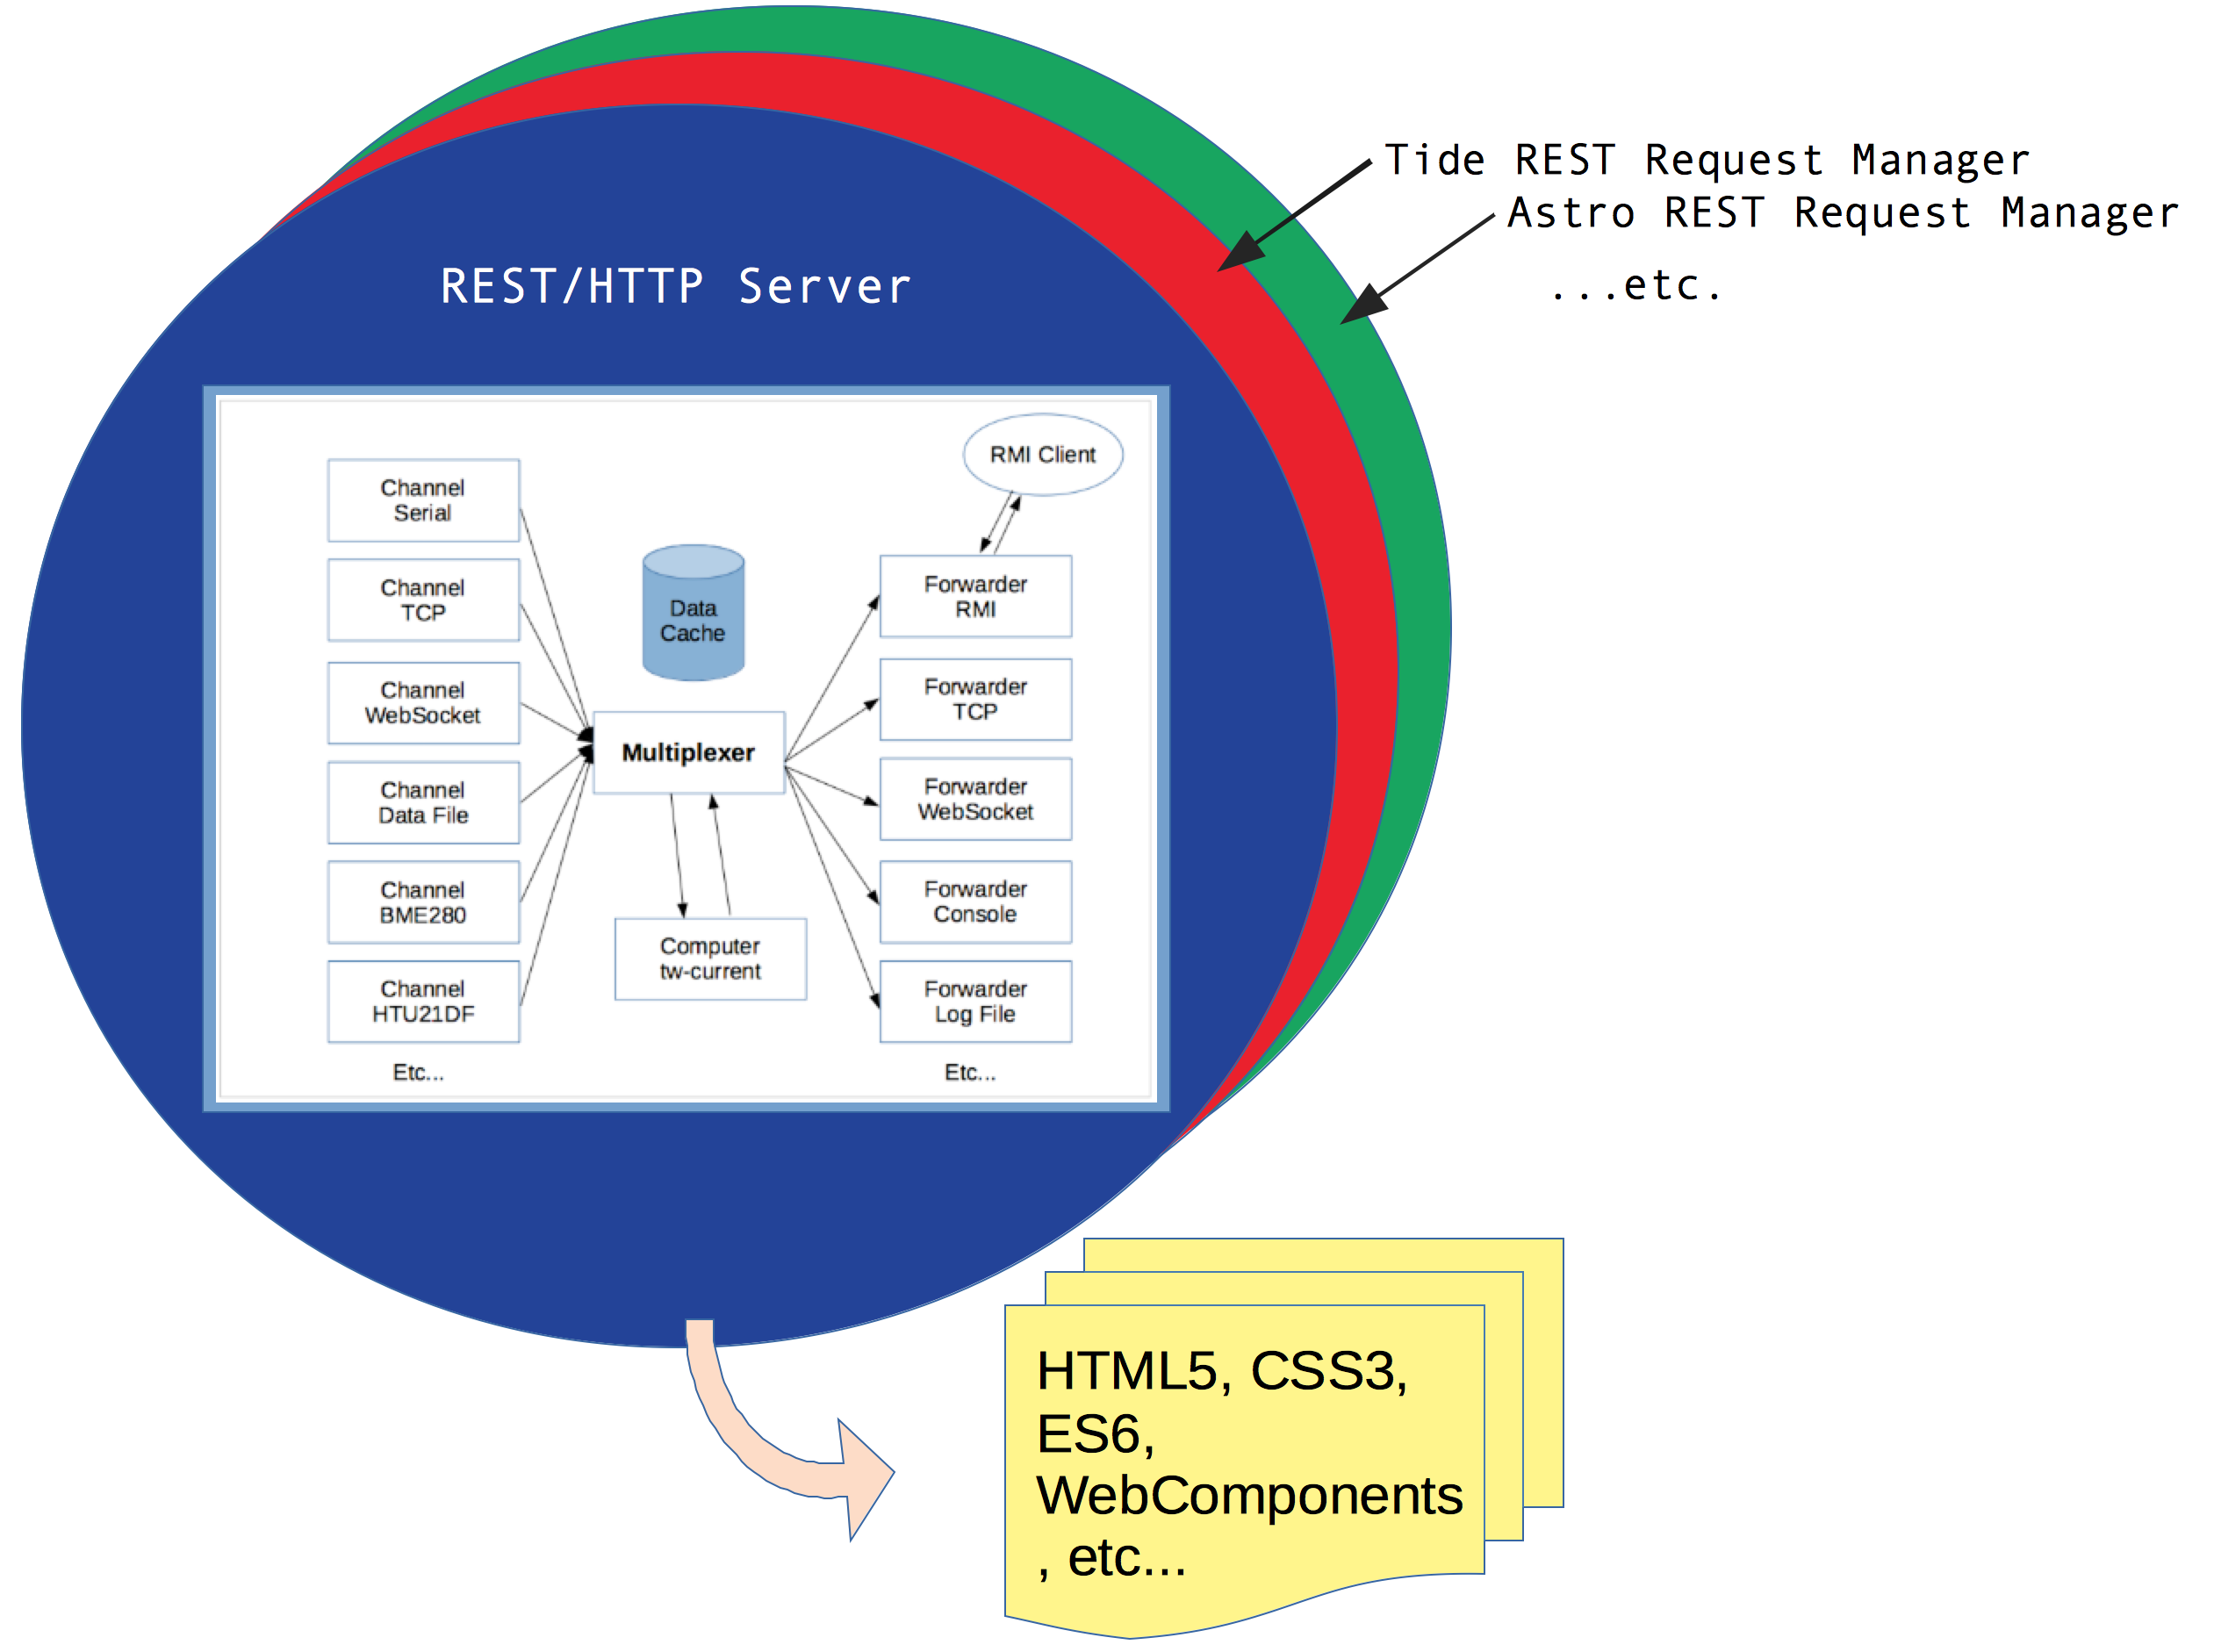 Tide REST Request Manager
Astro REST Request Manager
...etc.
REST/HTTP Server
RMI Client
Channel
Serial
Channel
TCP
Channel
WebSocket
Channel
Data File
Channel
BME280
Channel
HTU21DF
Etc...
Data
Cache
Multiplexer
Computer
tw-current
Forwarder
RMI
Forwarder
TCP
Forwarder
WebSocket
Forwarder
Console
Forwarder
Log File
Etc...
HTML5, CSS3,
ES6,
WebComponents
, etc...